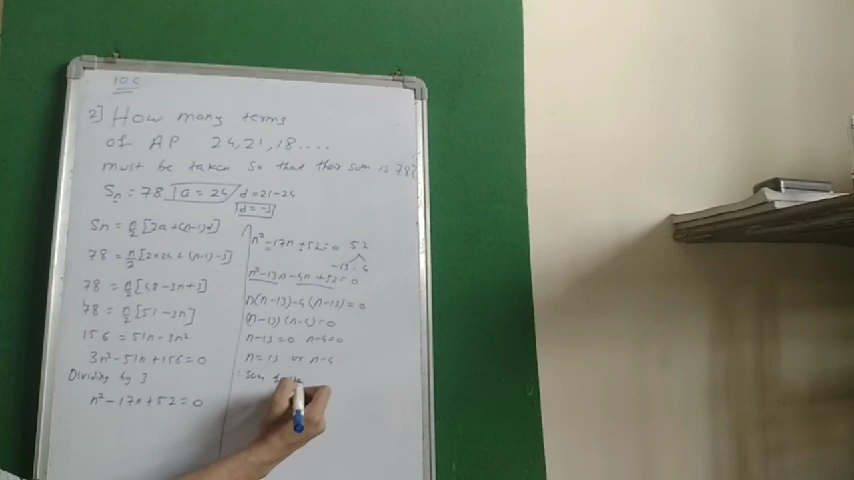 10C
2] How many terms
of AP 24,21,18....
must be taken so that their sum is 78?
Sn = 78 | a = 24 d = 21-24
d = -3
Sn = n/2 [2a+(n-1)d]
78 = n/2 [2×24 + (n-1)-3]
78 = n/2 [48-3n+3]
78 = n/2 [51-3n]
156 = 51n-3n²
3n²-51n+156=0
Dividing by 3
n²-17n+52=0
n²-17n+52=0 52
-13 -4
n²-13n-4n+52=0
n(n-13)-4(n-13)=0
(n-13)(n-4)=0
n-13=0 n-4=0
n=13 or n=4
Sum